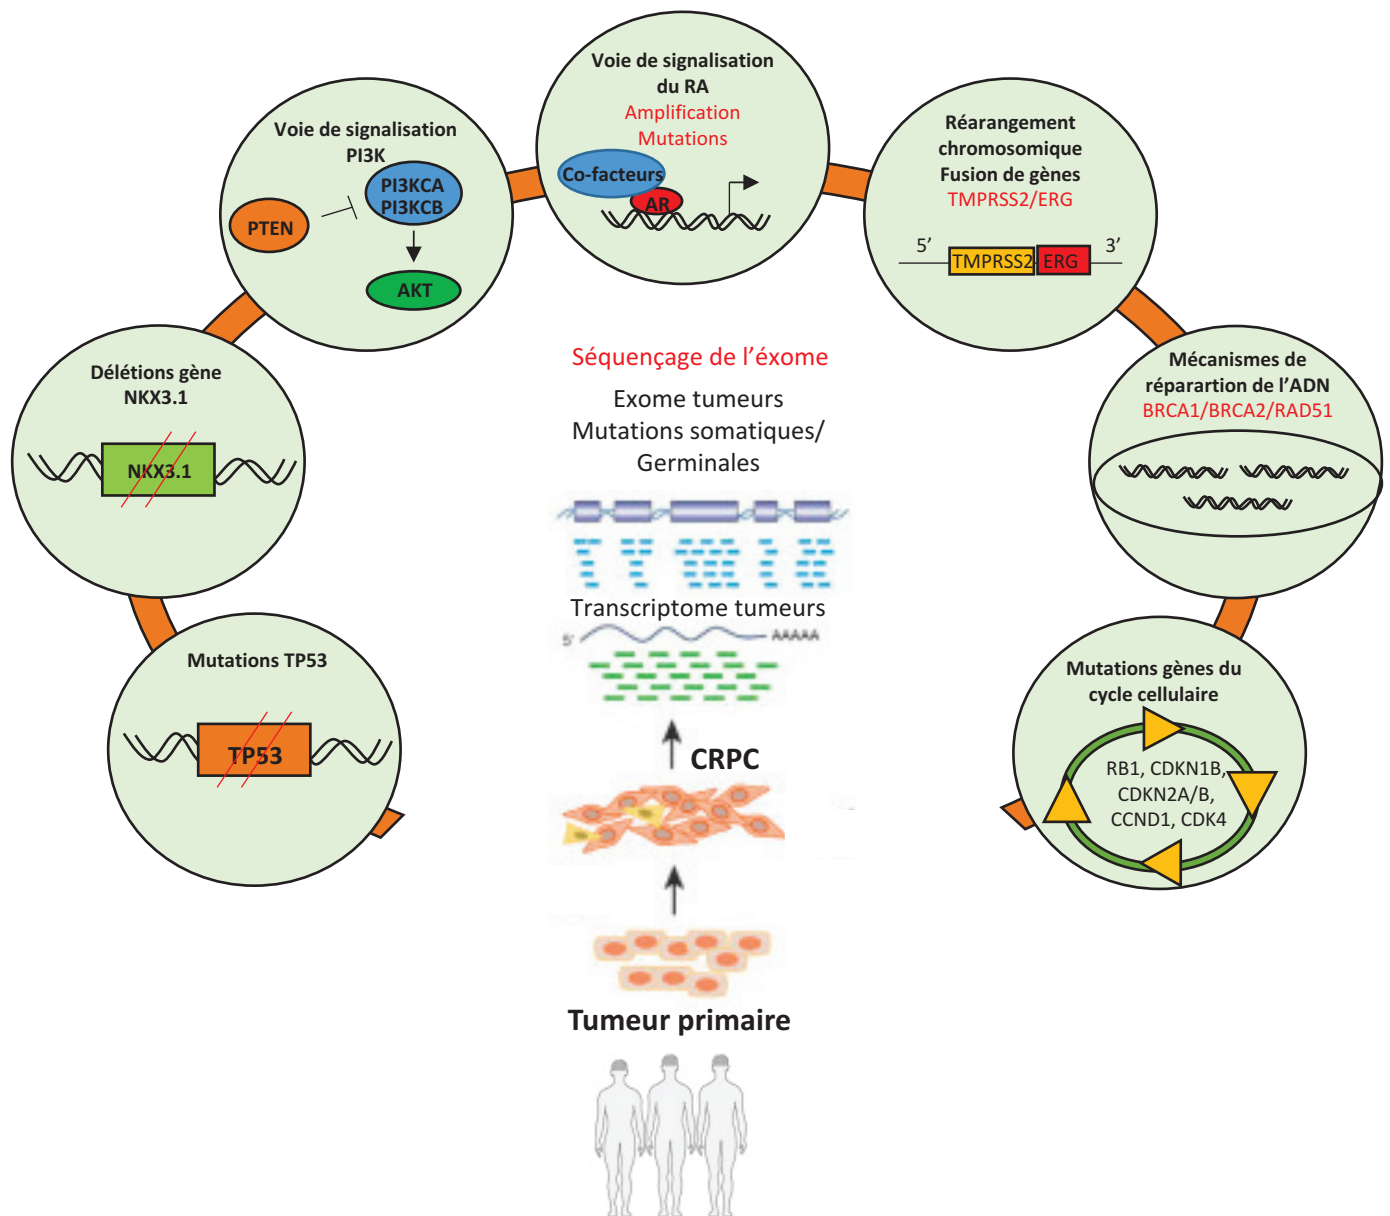 Voie de signalisation
du RA
Amplification
Mutations
Co-facteurs
AR
Voie de signalisation
PI3K
PI3KCA
PI3KCB
PTEN
AKT
Réarangement
chromosomique
Fusion de gènes
TMPRSS2/ERG
5’
3’
TMPRSS2
ERG
Délétions gène
NKX3.1
NKX3.1
Mécanismes de
réparartion de l’ADN
BRCA1/BRCA2/RAD51
Séquençage de l’éxome
Exome tumeurs
Mutations somatiques/
Germinales
Transcriptome tumeurs
5'
AAAAA
Mutations TP53
TP53
Mutations gènes du
cycle cellulaire
RB1, CDKN1B,
CDKN2A/B,
CCND1, CDK4
CRPC
Tumeur primaire